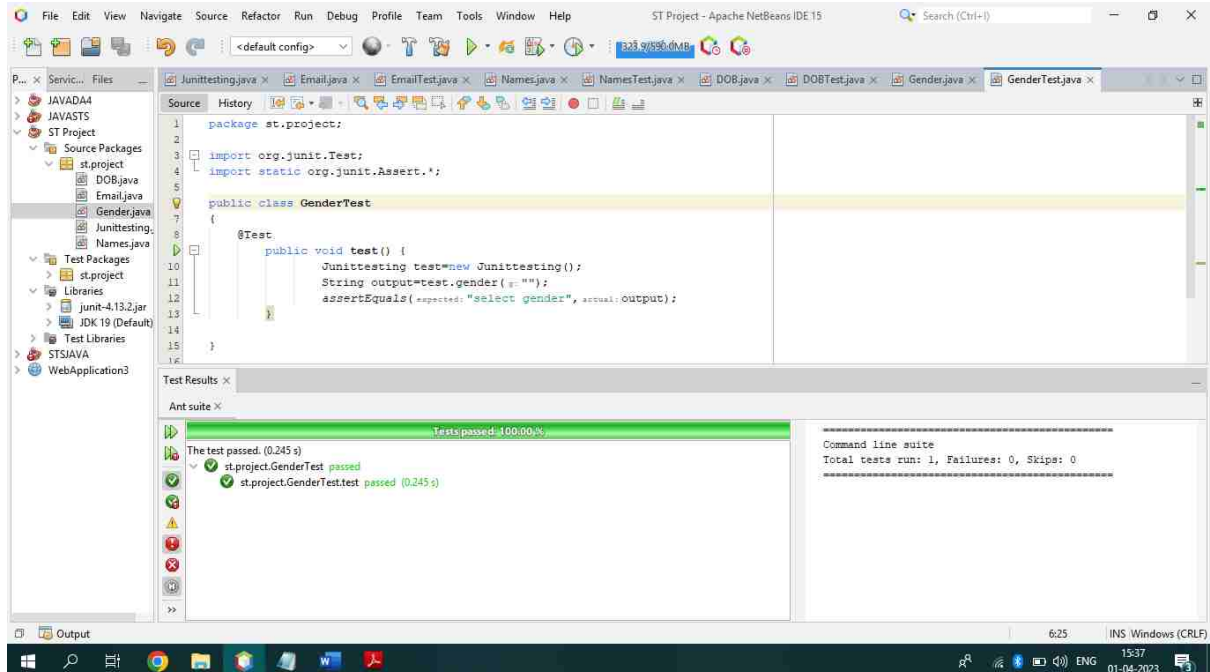 File Edit View Navigate Source Refactor Run Debug Profile Team Tools Window Help ST Project - Apache NetBeans IDE 15 Search (Ctrl+I)
<default config> 323.9/590.0MB
P... Servic... Files Junittesting.java Email.java EmailTest.java Names.java NamesTest.java DOB.java DOBTest.java Gender.java GenderTest.java
Source History
JAVADA4
JAVASTS
ST Project
Source Packages
st.project
DOB.java
Email.java
Gender.java
Junittesting.
Names.java
Test Packages
st.project
Libraries
junit-4.13.2.jar
JDK 19 (Default)
Test Libraries
STSJAVA
WebApplication3
1 package st.project;
2
3 import org.junit.Test;
4 import static org.junit.Assert.*;
5
public class GenderTest
7 {
8 @Test
public void test() {
10 Junittesting test=new Junittesting();
11 String output=test.gender( g: "");
12 assertEquals( expected: "select gender", actual: output);
13 }
14
15 }
16
Test Results
Ant suite
Tests passed: 100.00 %
The test passed. (0.245 s)
st.project.GenderTest passed
st.project.GenderTest.test passed (0.245 s)
===============================================
Command line suite
Total tests run: 1, Failures: 0, Skips: 0
===============================================
Output 6:25 INS Windows (CRLF)
ENG 15:37
01-04-2023 3